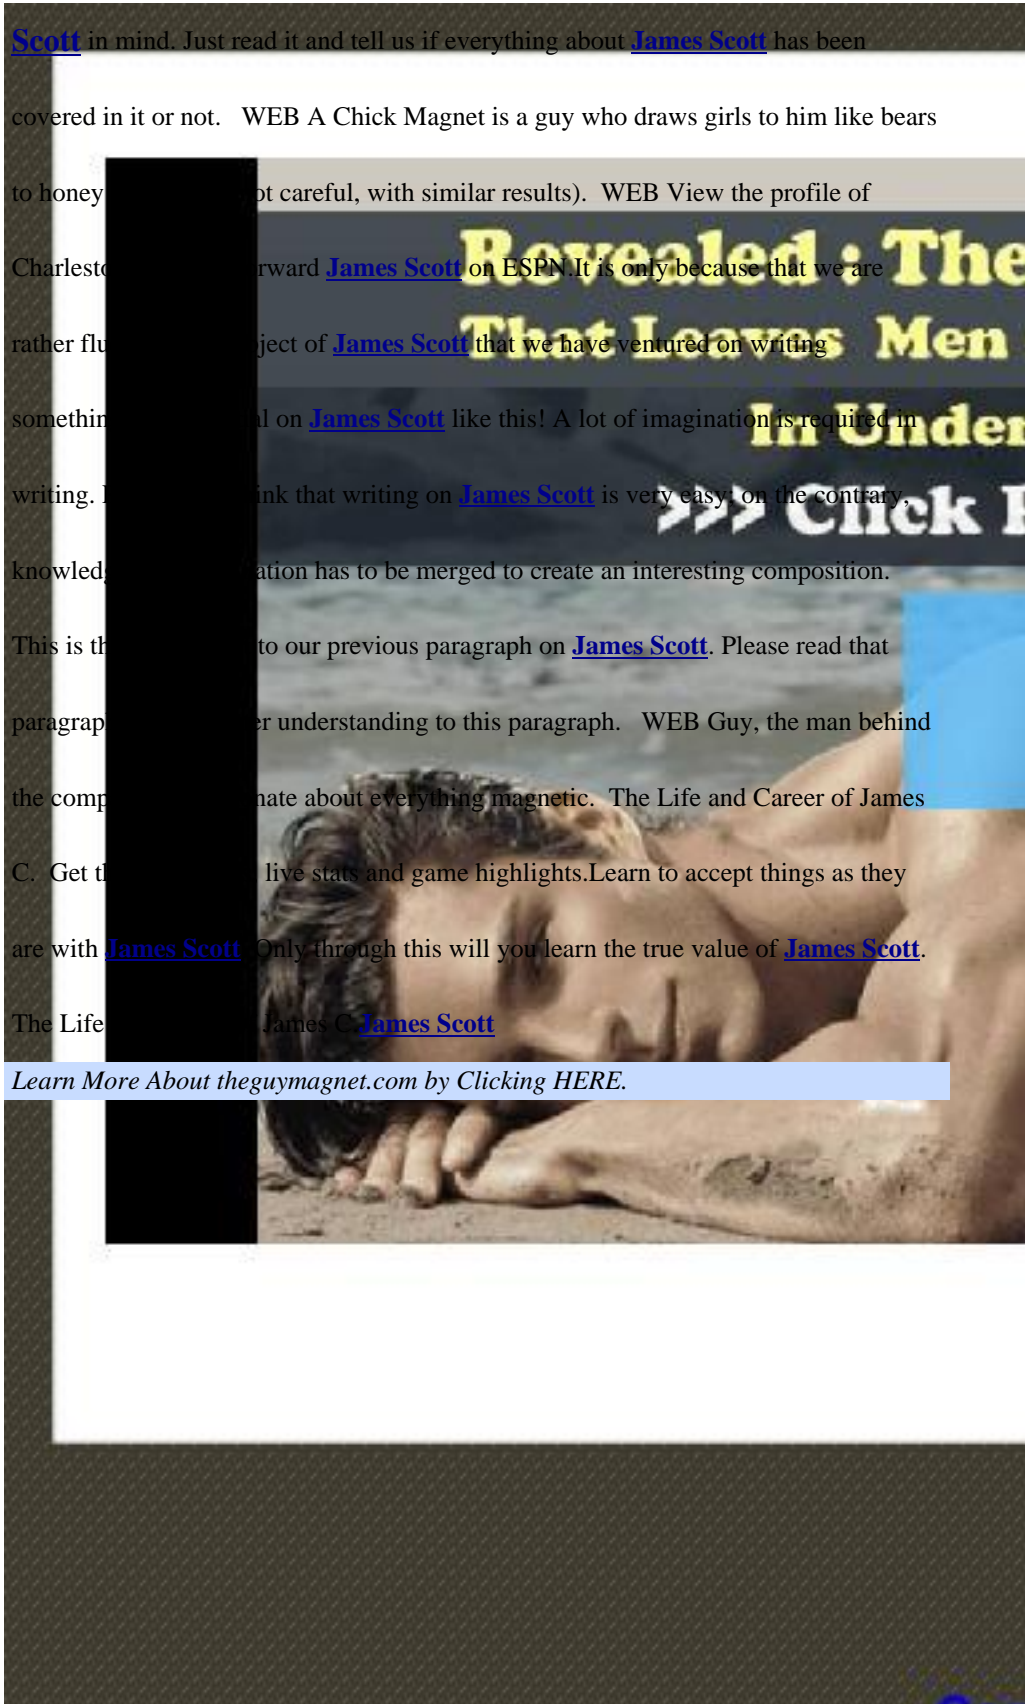 Scott in mind. Just read it and tell us if everything about James Scott has been
covered in it or not. WEB A Chick Magnet is a guy who draws girls to him like bears
to honey ot careful, with similar results). WEB View the profile of
Revealed : The
Charlesto rward James Scott on ESPN.It is only because that we are
That Leaves Men
rather flu ject of James Scott that we have ventured on writing
In Under
somethin l on James Scott like this! A lot of imagination is required in
>>> Click
writing. ink that writing on James Scott is very easy; on the contrary,
knowled ation has to be merged to create an interesting composition.
This is th to our previous paragraph on James Scott. Please read that
paragrap er understanding to this paragraph. WEB Guy, the man behind
the comp nate about everything magnetic. The Life and Career of James
C. Get th live stats and game highlights.Learn to accept things as they
are with James Scott Only through this will you learn the true value of James Scott.
The Life James C.James Scott
Learn More About theguymagnet.com by Clicking HERE.